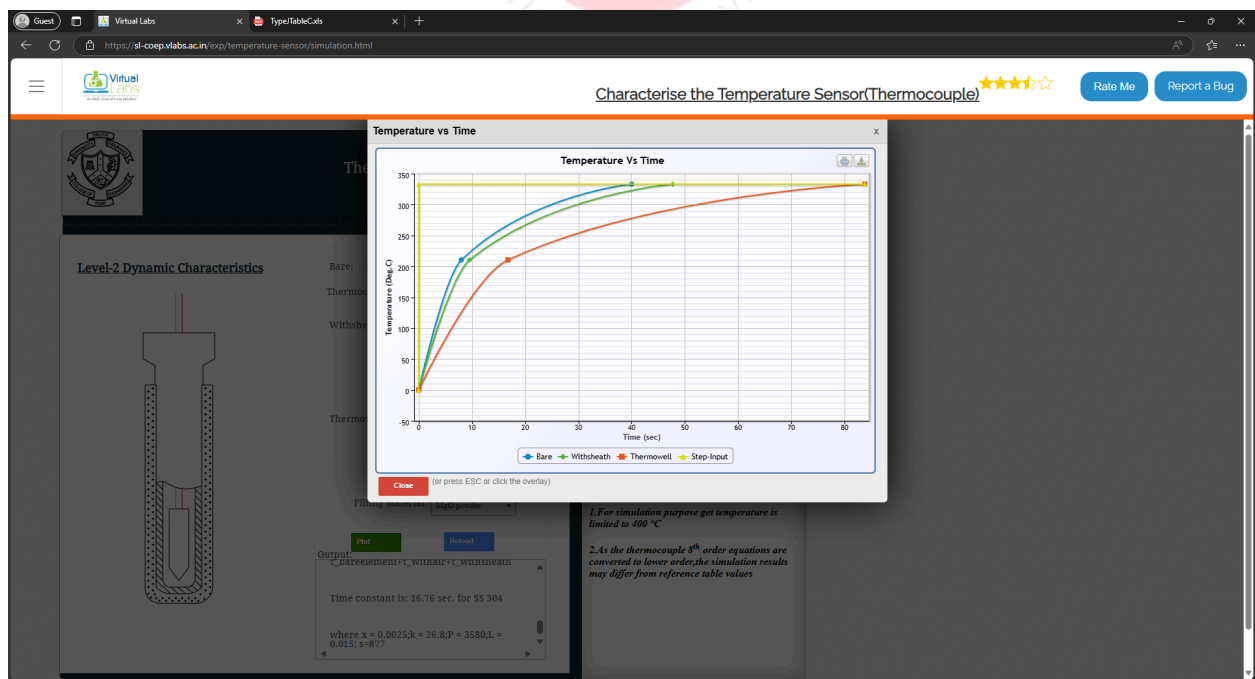 Guest
Virtual Labs
TypeJTableC.xls
https://sl-coep.vlabs.ac.in/exp/temperature-sensor/simulation.html
Virtual Labs
Characterise the Temperature Sensor(Thermocouple)
Rate Me
Report a Bug
The
Temperature vs Time
x
Temperature Vs Time
350
300
250
200
150
100
50
0
-50
Temperature (Deg.C)
0 10 20 30 40 50 60 70 80
Time (sec)
Bare Withsheath Thermowell Step-Input
Close (or press ESC or click the overlay)
Level-2 Dynamic Characteristics
Bare:
Thermoc
Withshe
Thermo
Filling Material: MgO powder
Plot Reload
Output:
τ_bareelement+τ_withair+τ_withsheath
Time constant is: 16.76 sec. for SS 304
where x = 0.0025;k = 26.8;P = 3580;L =
0.015; s=877
1.For simulation purpose get temperature is
limited to 400 °C
2.As the thermocouple 8th order equations are
converted to lower order,the simulation results
may differ from reference table values